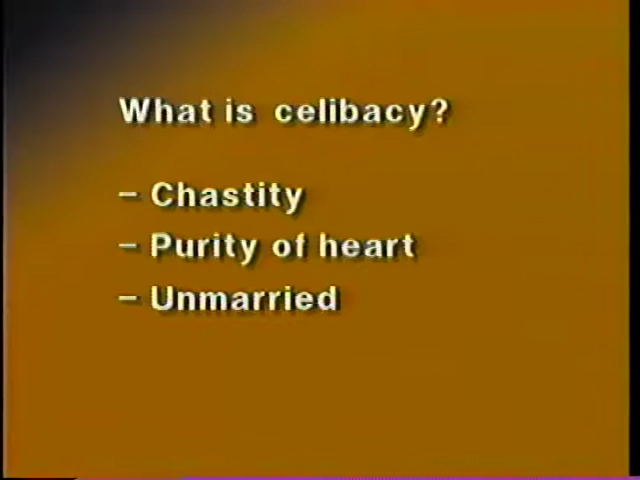 What is celibacy?
– Chastity
– Purity of heart
– Unmarried